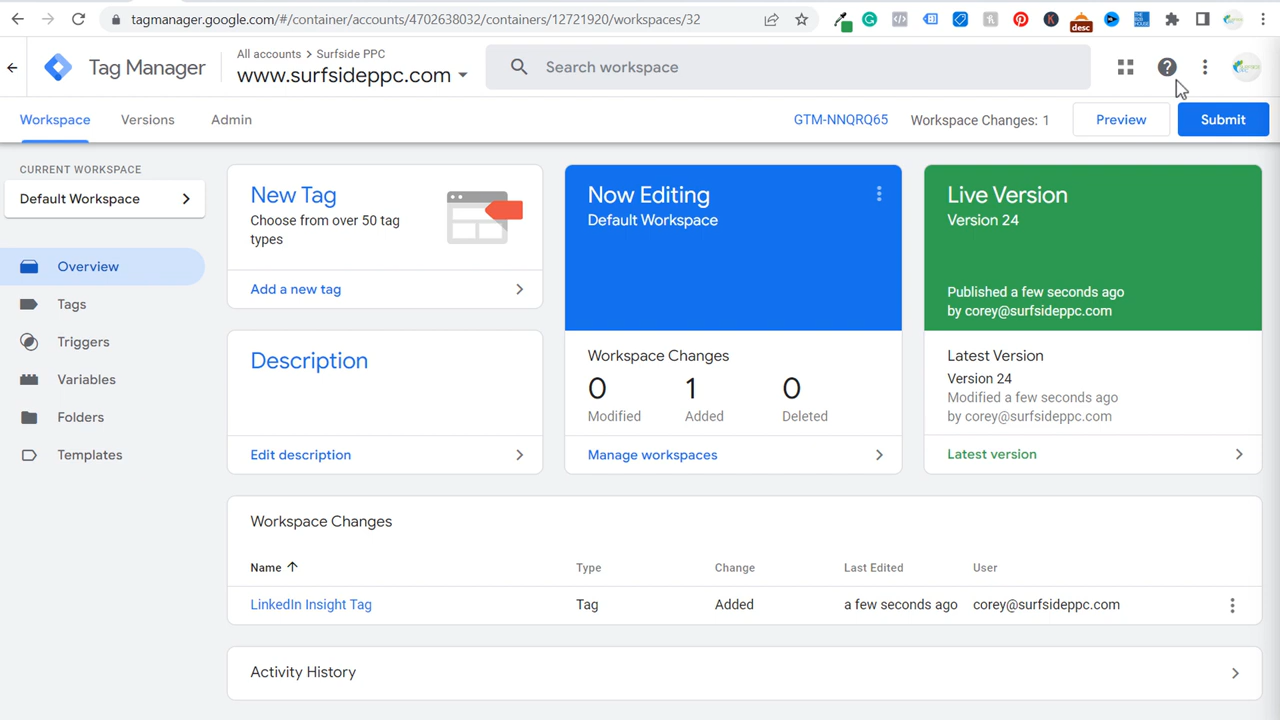 tagmanager.google.com/#/container/accounts/4702638032/containers/12721920/workspaces/32
desc
Tag Manager
All accounts > Surfside PPC
www.surfsideppc.com
Search workspace
Workspace
Versions
Admin
GTM-NNQRQ65
Workspace Changes: 1
Preview
Submit
CURRENT WORKSPACE
Default Workspace
Overview
Tags
Triggers
Variables
Folders
Templates
New Tag
Choose from over 50 tag
types
Add a new tag
Description
Edit description
Now Editing
Default Workspace
Workspace Changes
0 1 0
Modified Added Deleted
Manage workspaces
Live Version
Version 24
Published a few seconds ago
by corey@surfsideppc.com
Latest Version
Version 24
Modified a few seconds ago
by corey@surfsideppc.com
Latest version
Workspace Changes
Name Type Change Last Edited User
LinkedIn Insight Tag Tag Added a few seconds ago corey@surfsideppc.com
Activity History